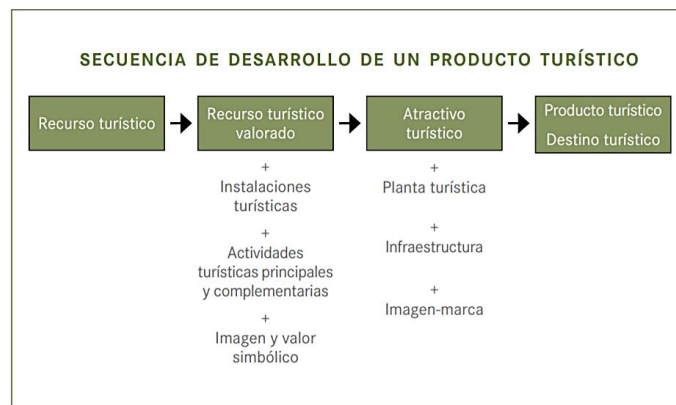 SECUENCIA DE DESARROLLO DE UN PRODUCTO TURÍSTICO
Recurso turístico
Recurso turístico
valorado
Atractivo
turístico
Producto turístico
Destino turístico
+
Instalaciones
turísticas
+
Actividades
turísticas principales
y complementarias
+
Imagen y valor
simbólico
+
Planta turística
+
Infraestructura
+
Imagen-marca